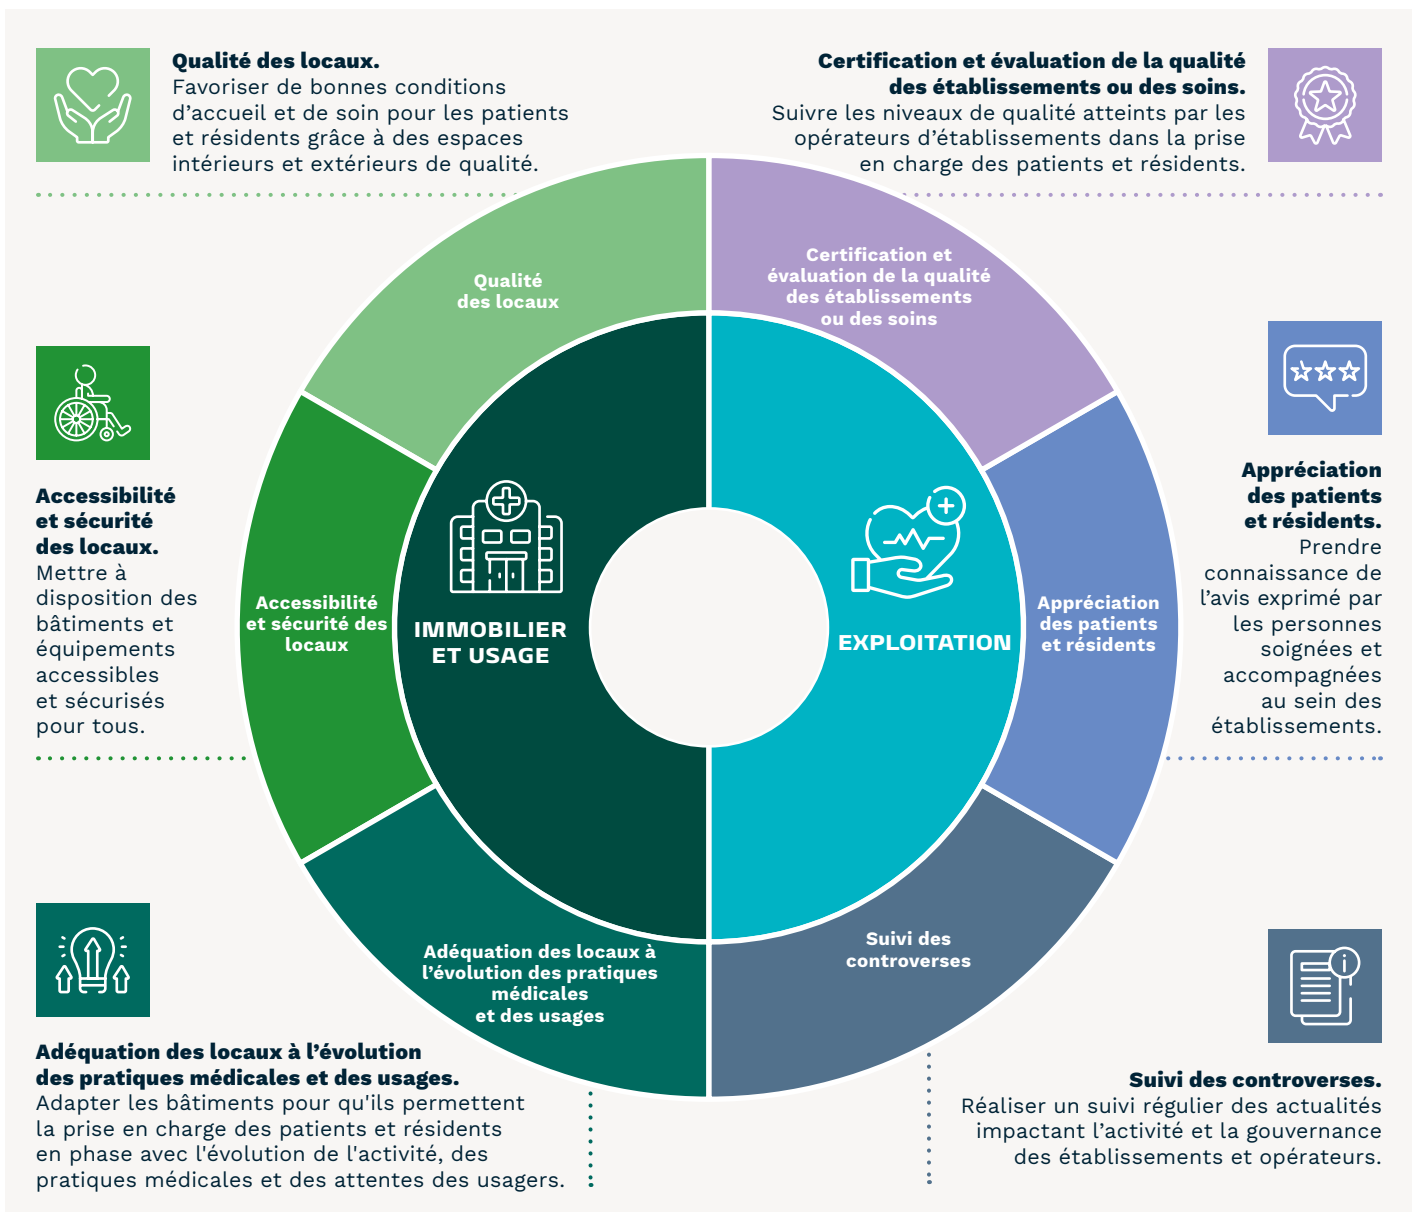 Qualité des locaux.
Favoriser de bonnes conditions
d’accueil et de soin pour les patients
et résidents grâce à des espaces
intérieurs et extérieurs de qualité.
Certification et évaluation de la qualité
des établissements ou des soins.
Suivre les niveaux de qualité atteints par les
opérateurs d’établissements dans la prise
en charge des patients et résidents.
Qualité
des locaux
Certification et
évaluation de la qualité
des établissements
ou des soins
Accessibilité
et sécurité
des locaux.
Mettre à
disposition des
bâtiments et
équipements
accessibles
et sécurisés
pour tous.
Accessibilité
et sécurité des
locaux
IMMOBILIER
ET USAGE
EXPLOITATION
Appréciation
des patients
et résidents
Appréciation
des patients
et résidents.
Prendre
connaissance de
l’avis exprimé par
les personnes
soignées et
accompagnées
au sein des
établissements.
Adéquation des locaux à
l’évolution des pratiques
médicales
et des usages
Suivi des
controverses
Adéquation des locaux à l’évolution
des pratiques médicales et des usages.
Adapter les bâtiments pour qu'ils permettent
la prise en charge des patients et résidents
en phase avec l'évolution de l'activité, des
pratiques médicales et des attentes des usagers.
Suivi des controverses.
Réaliser un suivi régulier des actualités
impactant l’activité et la gouvernance
des établissements et opérateurs.